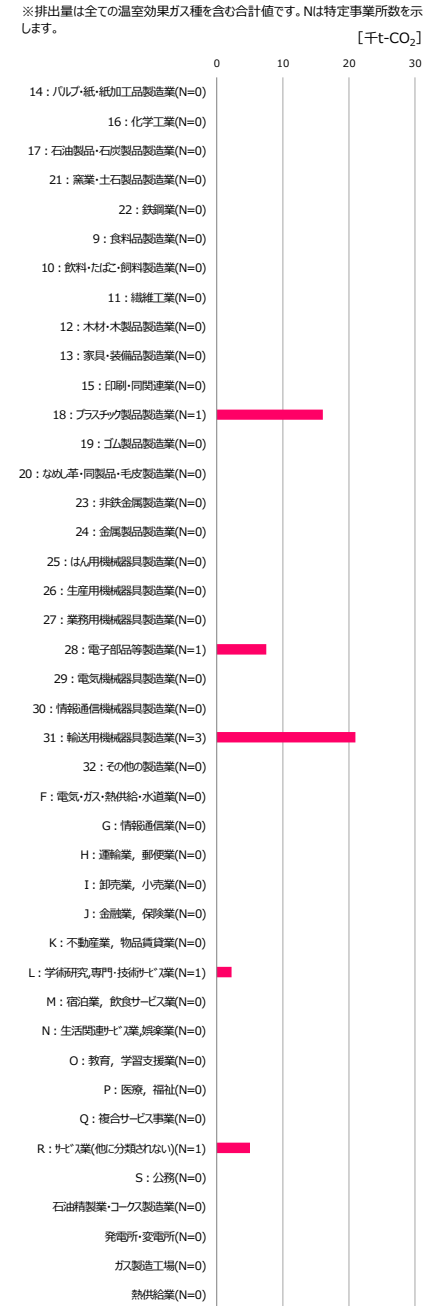 ※排出量は全ての温室効果ガス種を含む合計値です。Nは特定事業所数を示
します。
[千t-CO₂]
0 10 20 30
14：パルプ・紙・紙加工品製造業(N=0)
16：化学工業(N=0)
17：石油製品・石炭製品製造業(N=0)
21：窯業・土石製品製造業(N=0)
22：鉄鋼業(N=0)
9：食料品製造業(N=0)
10：飲料・たばこ・飼料製造業(N=0)
11：繊維工業(N=0)
12：木材・木製品製造業(N=0)
13：家具・装備品製造業(N=0)
15：印刷・同関連業(N=0)
18：プラスチック製品製造業(N=1)
19：ゴム製品製造業(N=0)
20：なめし革・同製品・毛皮製造業(N=0)
23：非鉄金属製造業(N=0)
24：金属製品製造業(N=0)
25：はん用機械器具製造業(N=0)
26：生産用機械器具製造業(N=0)
27：業務用機械器具製造業(N=0)
28：電子部品等製造業(N=1)
29：電気機械器具製造業(N=0)
30：情報通信機械器具製造業(N=0)
31：輸送用機械器具製造業(N=3)
32：その他の製造業(N=0)
F：電気・ガス・熱供給・水道業(N=0)
G：情報通信業(N=0)
H：運輸業，郵便業(N=0)
I：卸売業，小売業(N=0)
J：金融業，保険業(N=0)
K：不動産業，物品賃貸業(N=0)
L：学術研究,専門・技術ｻｰﾋﾞｽ業(N=1)
M：宿泊業，飲食サービス業(N=0)
N：生活関連ｻｰﾋﾞｽ業,娯楽業(N=0)
O：教育，学習支援業(N=0)
P：医療，福祉(N=0)
Q：複合サービス事業(N=0)
R：ｻｰﾋﾞｽ業(他に分類されない)(N=1)
S：公務(N=0)
石油精製業・コークス製造業(N=0)
発電所・変電所(N=0)
ガス製造工場(N=0)
熱供給業(N=0)